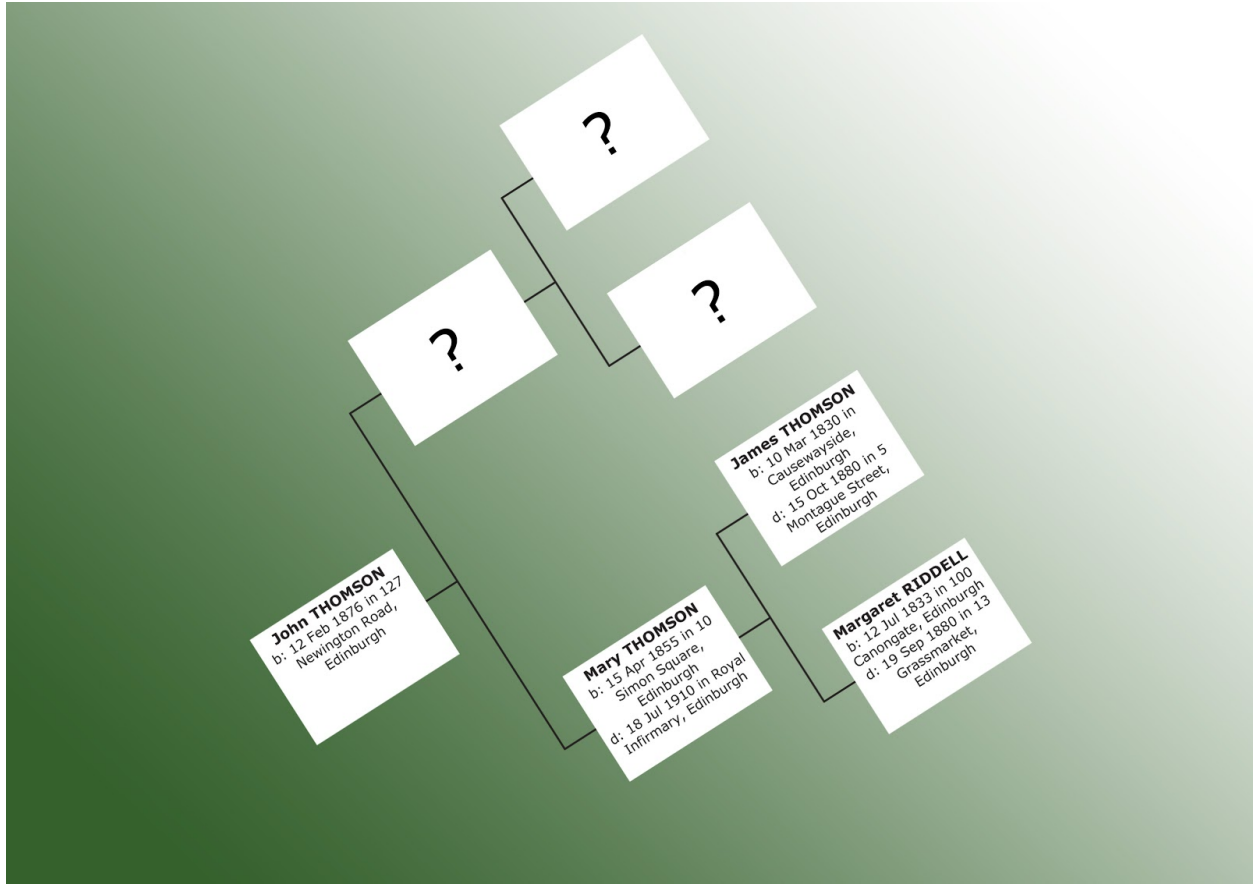 ?
?
?
James THOMSON
b: 10 Mar 1830 in
Causewayside,
Edinburgh
d: 15 Oct 1880 in 5
Montague Street,
Edinburgh
John THOMSON
b: 12 Feb 1876 in 127
Newington Road,
Edinburgh
Mary THOMSON
b: 15 Apr 1855 in 10
Simon Square,
Edinburgh
d: 18 Jul 1910 in Royal
Infirmary, Edinburgh
Margaret RIDDELL
b: 12 Jul 1833 in 100
Canongate, Edinburgh
d: 19 Sep 1880 in 13
Grassmarket,
Edinburgh